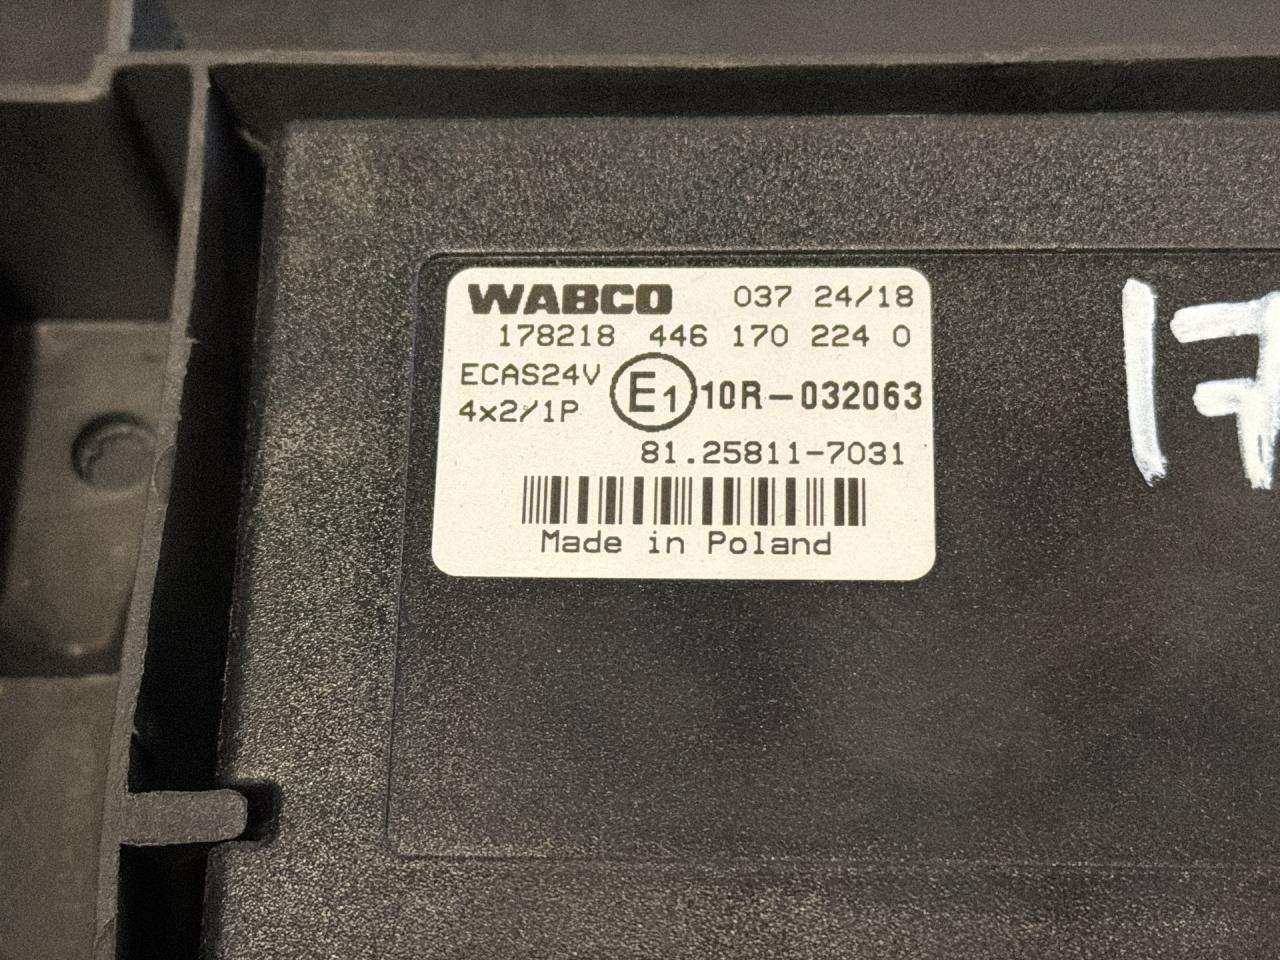 WABCO 037 24/18
178218 446 170 224 0
ECAS24V
4x2/1P
E1 10R-032063
81.25811-7031
Made in Poland
17